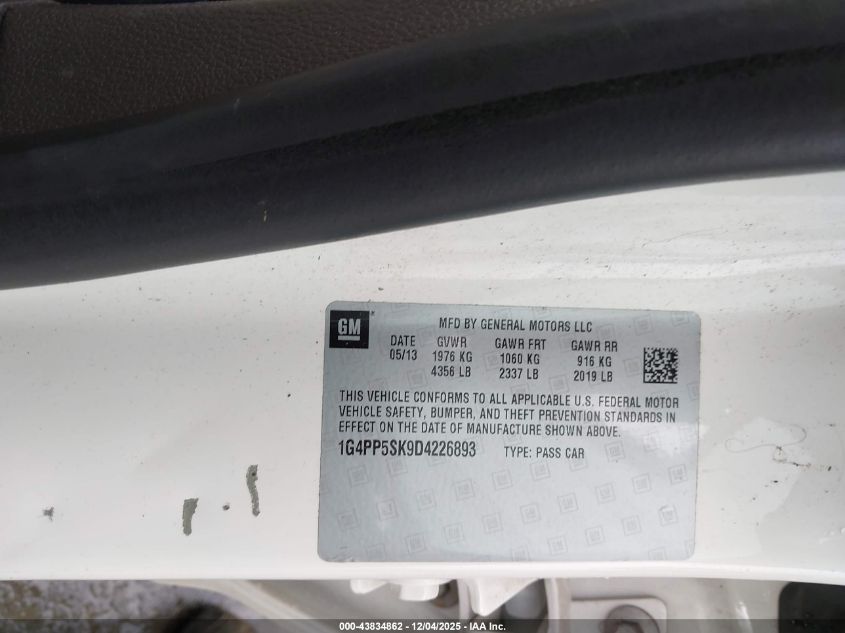 GM
MFD BY GENERAL MOTORS LLC
DATE GVWR GAWR FRT GAWR RR
05/13 1976 KG 1060 KG 916 KG
4356 LB 2337 LB 2019 LB
THIS VEHICLE CONFORMS TO ALL APPLICABLE U.S. FEDERAL MOTOR
VEHICLE SAFETY, BUMPER, AND THEFT PREVENTION STANDARDS IN
EFFECT ON THE DATE OF MANUFACTURE SHOWN ABOVE.
1G4PP5SK9D4226893 TYPE: PASS CAR
000-43834862 - 12/04/2025 - IAA Inc.